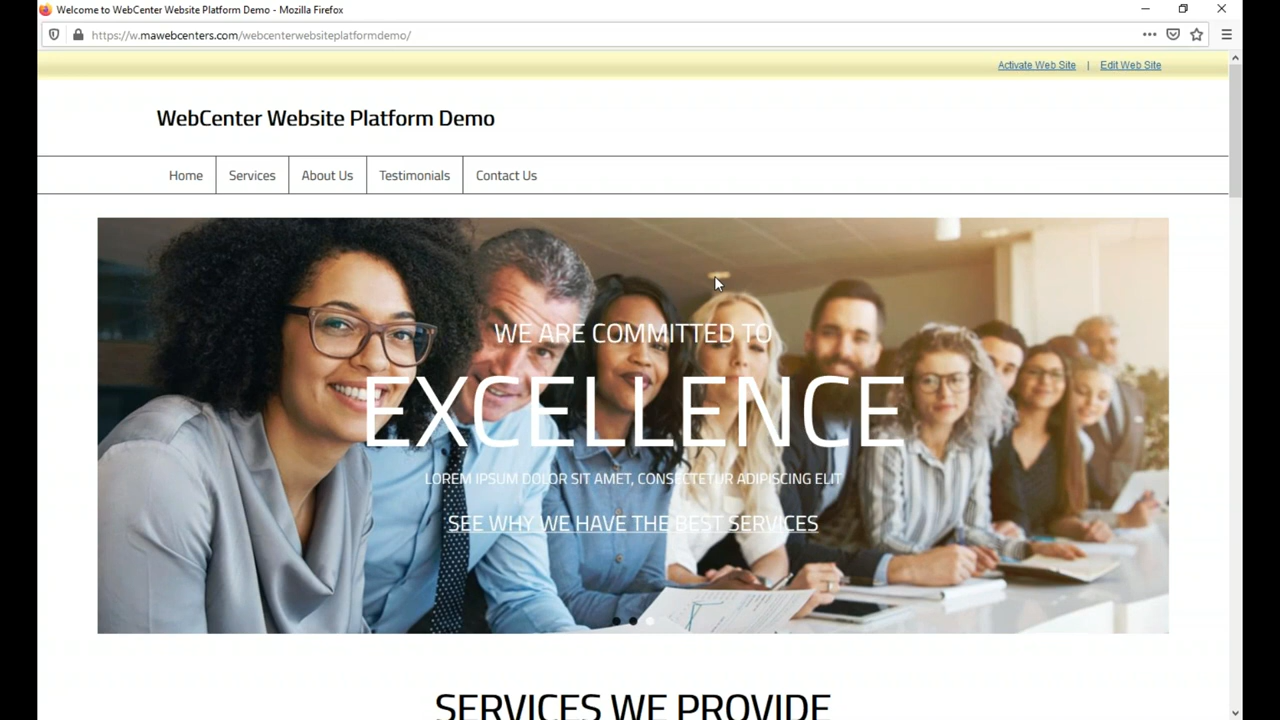 Welcome to WebCenter Website Platform Demo - Mozilla Firefox
https://w.mawebcenters.com/webcenterwebsiteplatformdemo/
Activate Web Site | Edit Web Site
WebCenter Website Platform Demo
Home Services About Us Testimonials Contact Us
WE ARE COMMITTED TO
EXCELLENCE
LOREM IPSUM DOLOR SIT AMET, CONSECTETUR ADIPISCING ELIT
SEE WHY WE HAVE THE BEST SERVICES
SERVICES WE PROVIDE